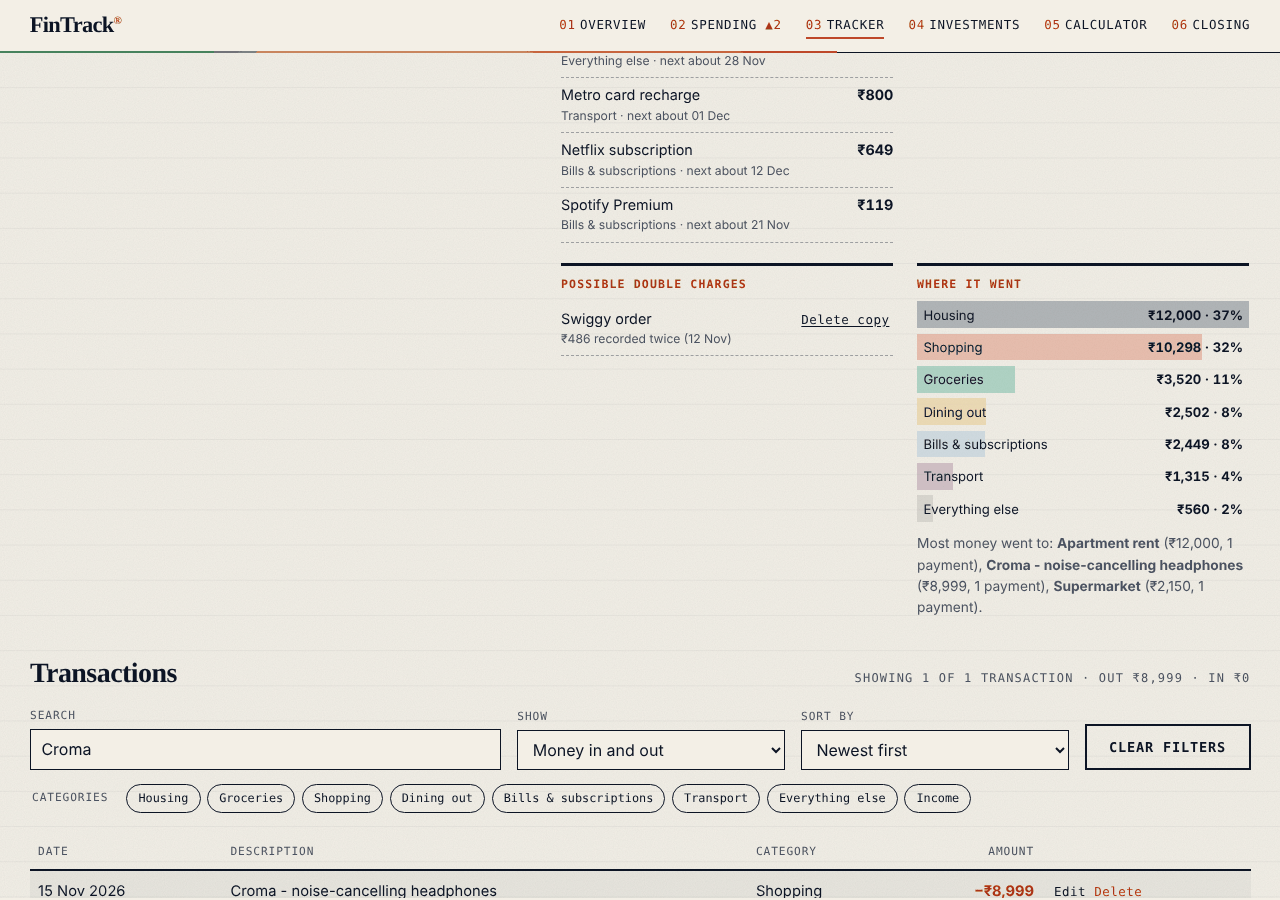 FinTrack®
01 OVERVIEW 02 SPENDING ▲2 03 TRACKER 04 INVESTMENTS 05 CALCULATOR 06 CLOSING
Everything else · next about 28 Nov
Metro card recharge ₹800
Transport · next about 01 Dec
Netflix subscription ₹649
Bills & subscriptions · next about 12 Dec
Spotify Premium ₹119
Bills & subscriptions · next about 21 Nov
POSSIBLE DOUBLE CHARGES
Swiggy order Delete copy
₹486 recorded twice (12 Nov)
WHERE IT WENT
Housing ₹12,000 · 37%
Shopping ₹10,298 · 32%
Groceries ₹3,520 · 11%
Dining out ₹2,502 · 8%
Bills & subscriptions ₹2,449 · 8%
Transport ₹1,315 · 4%
Everything else ₹560 · 2%
Most money went to: Apartment rent (₹12,000, 1
payment), Croma - noise-cancelling headphones
(₹8,999, 1 payment), Supermarket (₹2,150, 1
payment).
Transactions
SHOWING 1 OF 1 TRANSACTION · OUT ₹8,999 · IN ₹0
SEARCH SHOW SORT BY
Croma Money in and out Newest first CLEAR FILTERS
CATEGORIES Housing Groceries Shopping Dining out Bills & subscriptions Transport Everything else Income
DATE DESCRIPTION CATEGORY AMOUNT
15 Nov 2026 Croma - noise-cancelling headphones Shopping −₹8,999 Edit Delete